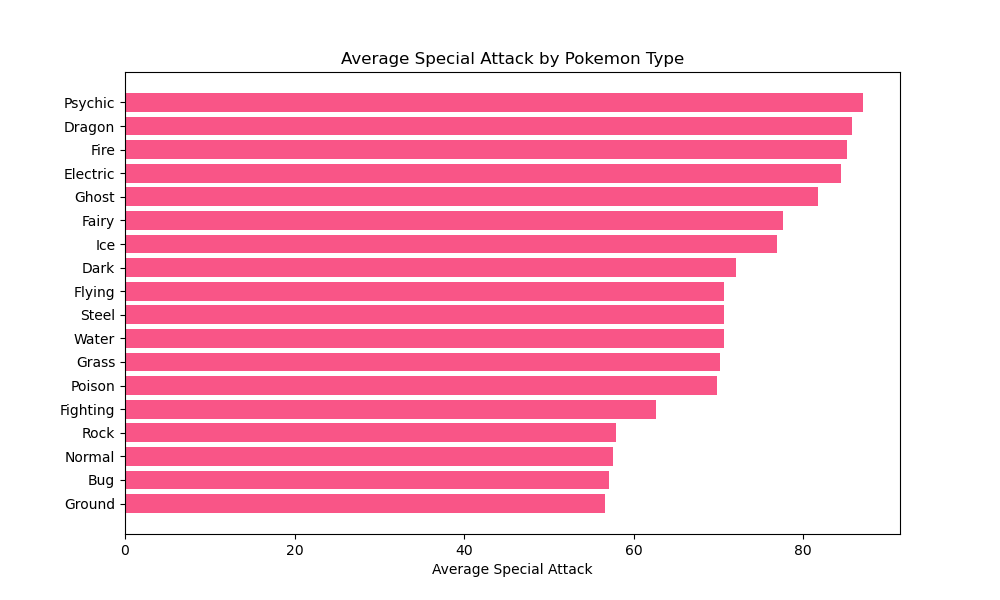 Average Special Attack by Pokemon Type
Psychic
Dragon
Fire
Electric
Ghost
Fairy
Ice
Dark
Flying
Steel
Water
Grass
Poison
Fighting
Rock
Normal
Bug
Ground
0 20 40 60 80
Average Special Attack